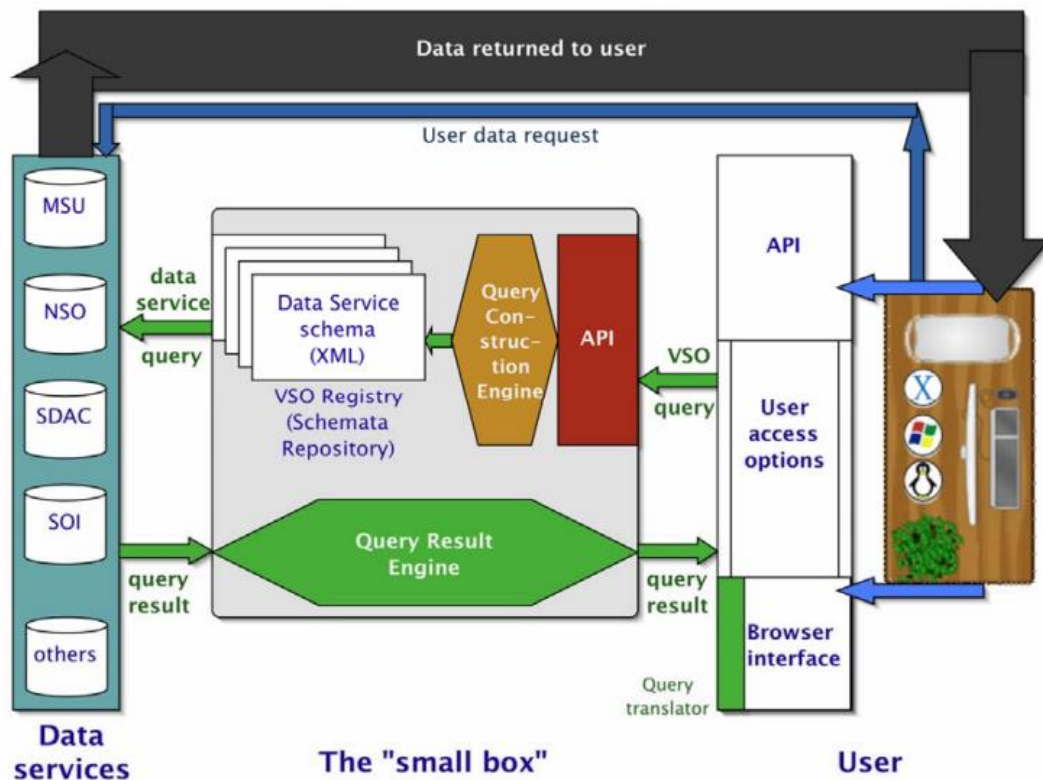 Data returned to user
User data request
MSU
NSO
SDAC
SOI
others
data
service
query
Data Service
schema
(XML)
VSO Registry
(Schemata
Repository)
Query
Con-
struc-
tion
Engine
API
VSO
query
API
User
access
options
X
query
result
Query Result
Engine
query
result
Browser
interface
Query
translator
Data
services
The "small box"
User